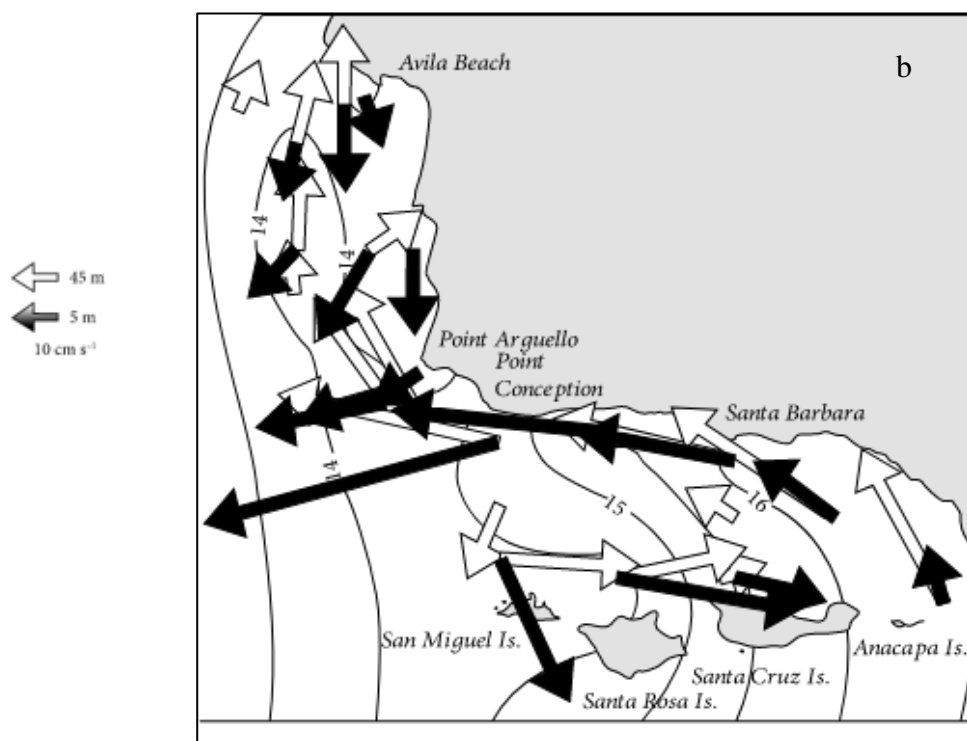 b
Avila Beach
14
14
45 m
5 m
10 cm s⁻¹
Point Arguello
Point
Conception
Santa Barbara
14
15
16
San Miguel Is.
Santa Rosa Is.
Santa Cruz Is.
Anacapa Is.